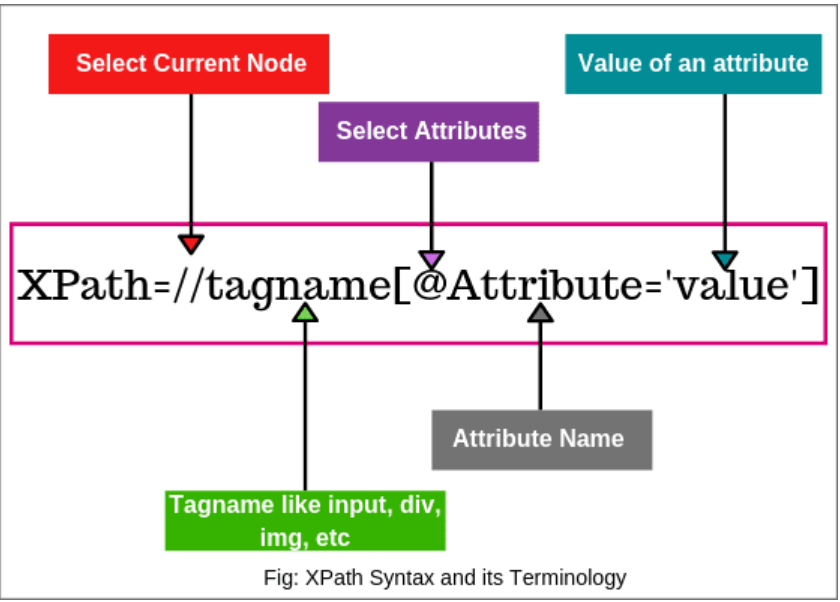 Select Current Node
Value of an attribute
Select Attributes
XPath=//tagname[@Attribute='value']
Attribute Name
Tagname like input, div,
img, etc
Fig: XPath Syntax and its Terminology